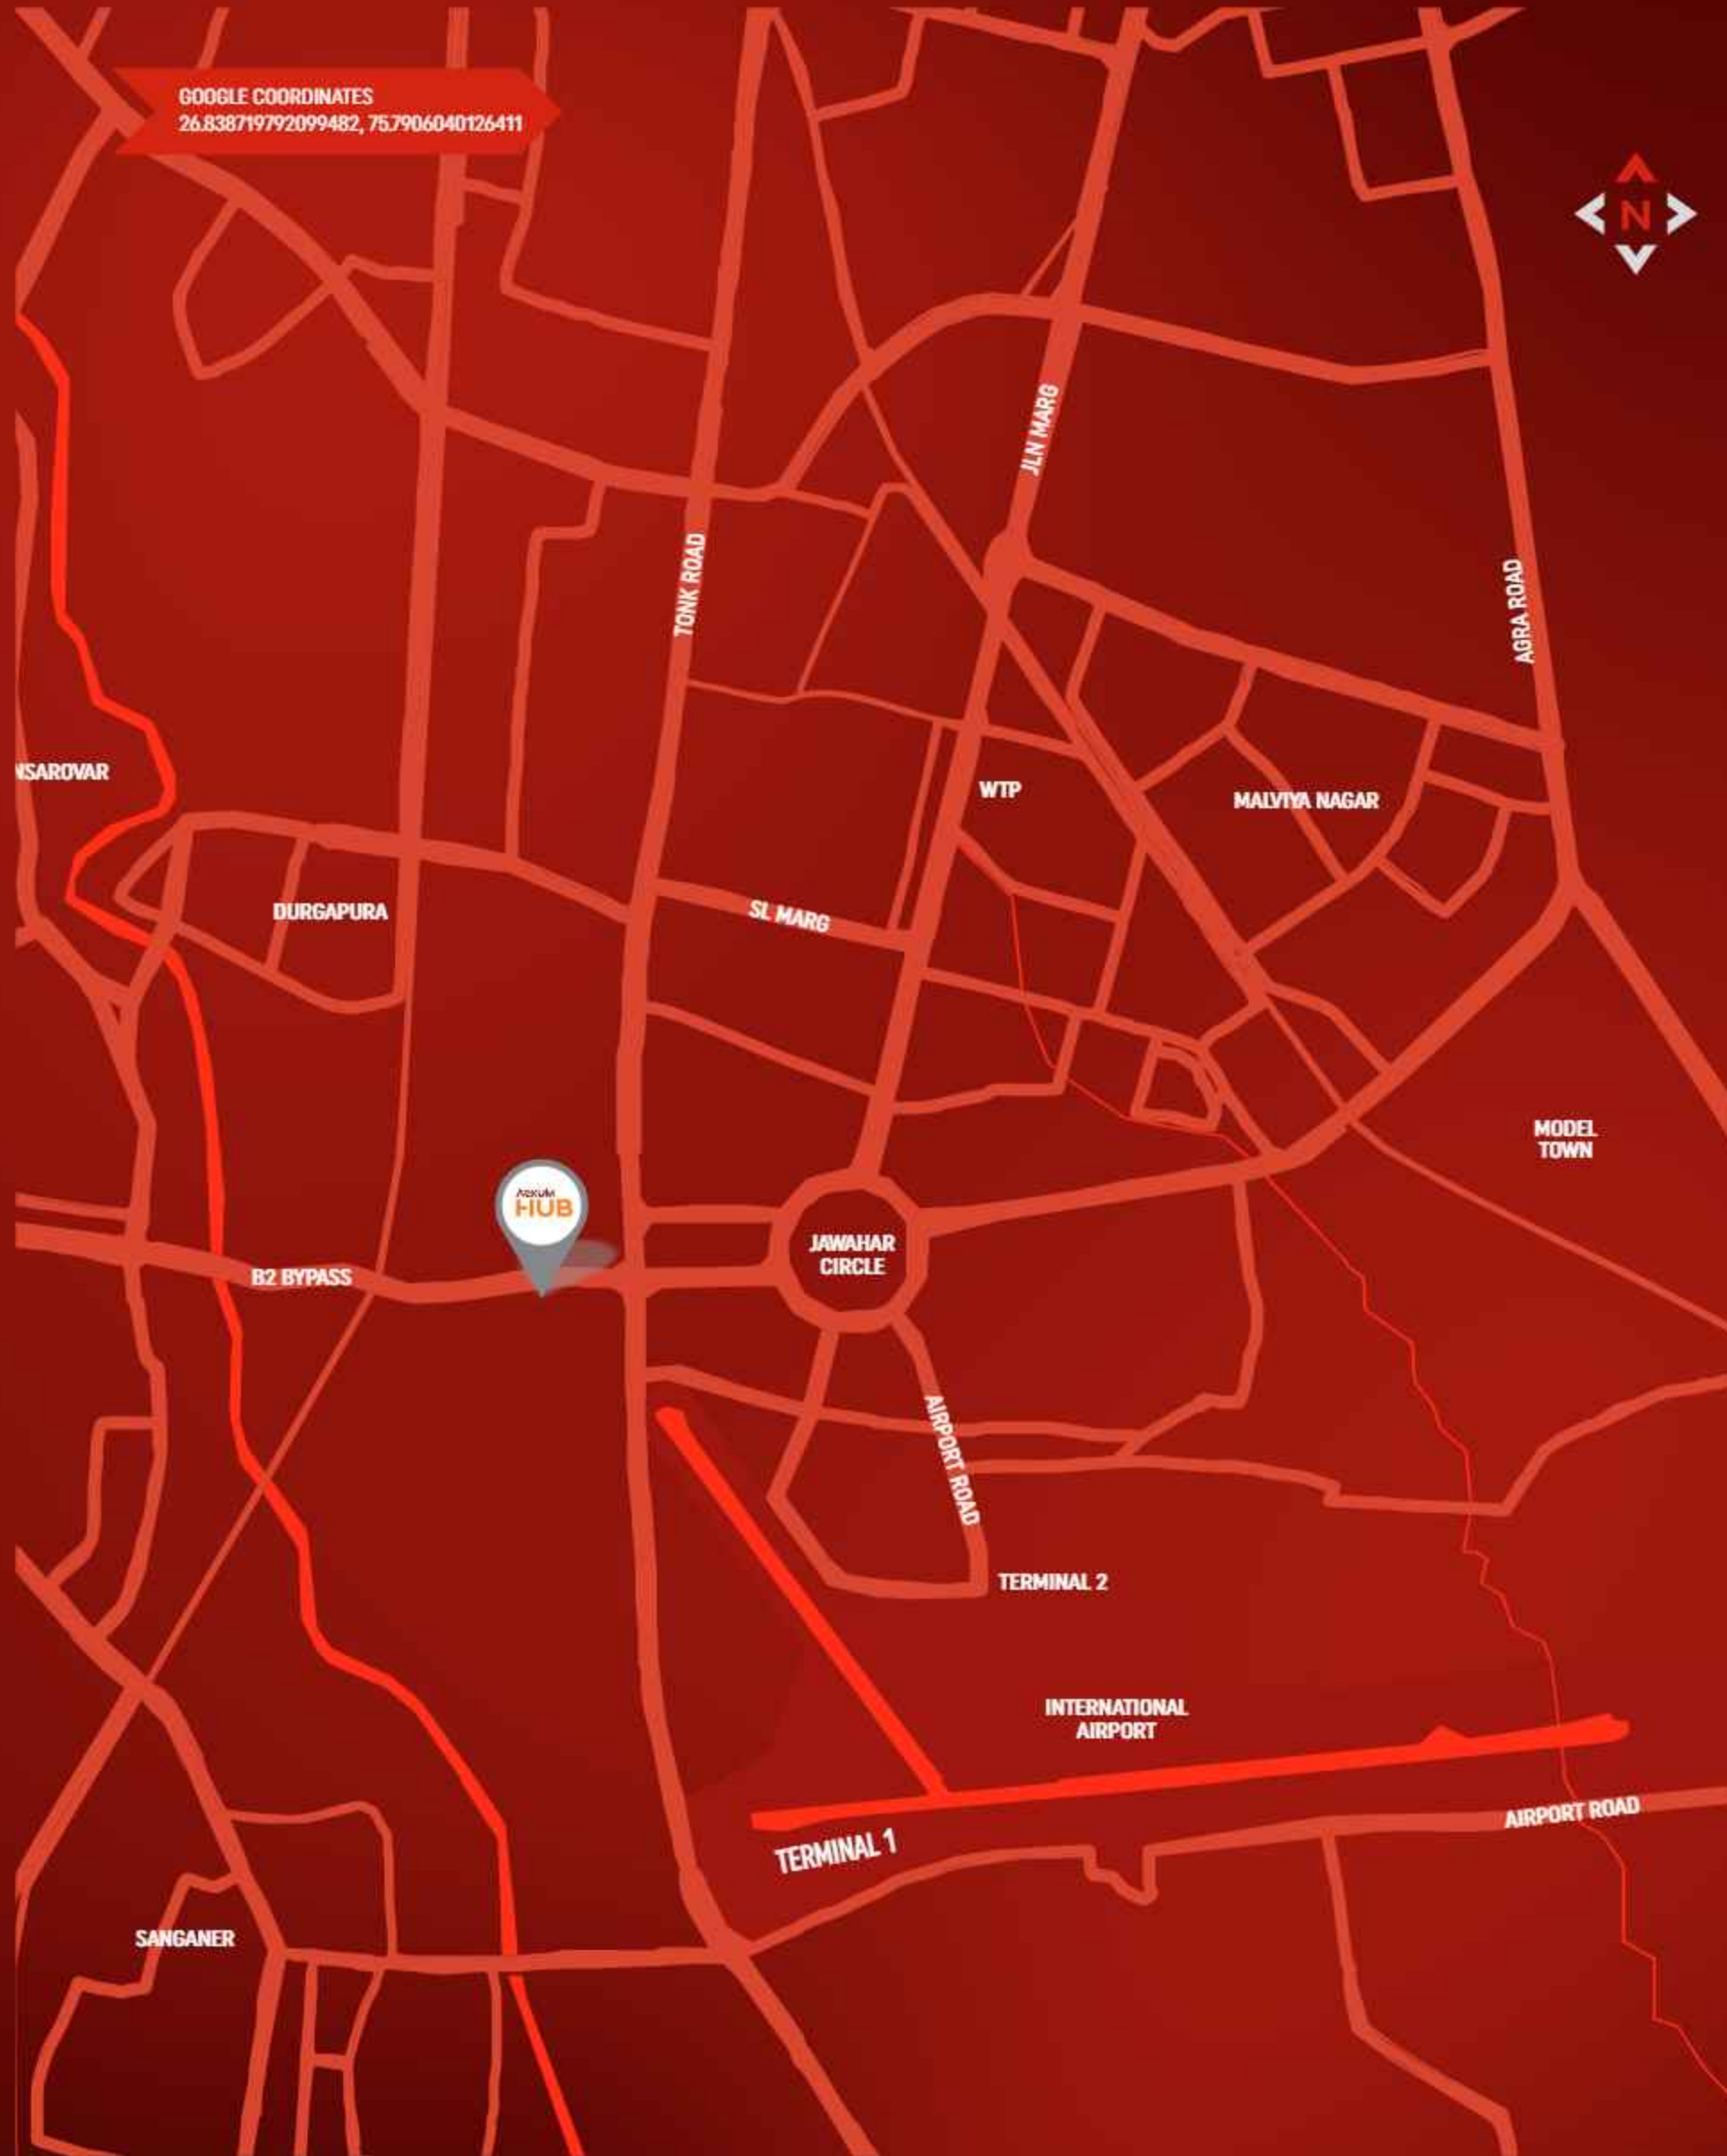 GOOGLE COORDINATES
26.838719792099482, 75.7906040126411
N
JLN MARG
TONK ROAD
AGRA ROAD
NSAROVAR
WTP
MALVIYA NAGAR
DURGAPURA
SL MARG
MODEL
TOWN
HUB
JAWAHAR
CIRCLE
B2 BYPASS
AIRPORT ROAD
TERMINAL 2
INTERNATIONAL
AIRPORT
AIRPORT ROAD
TERMINAL 1
SANGANER